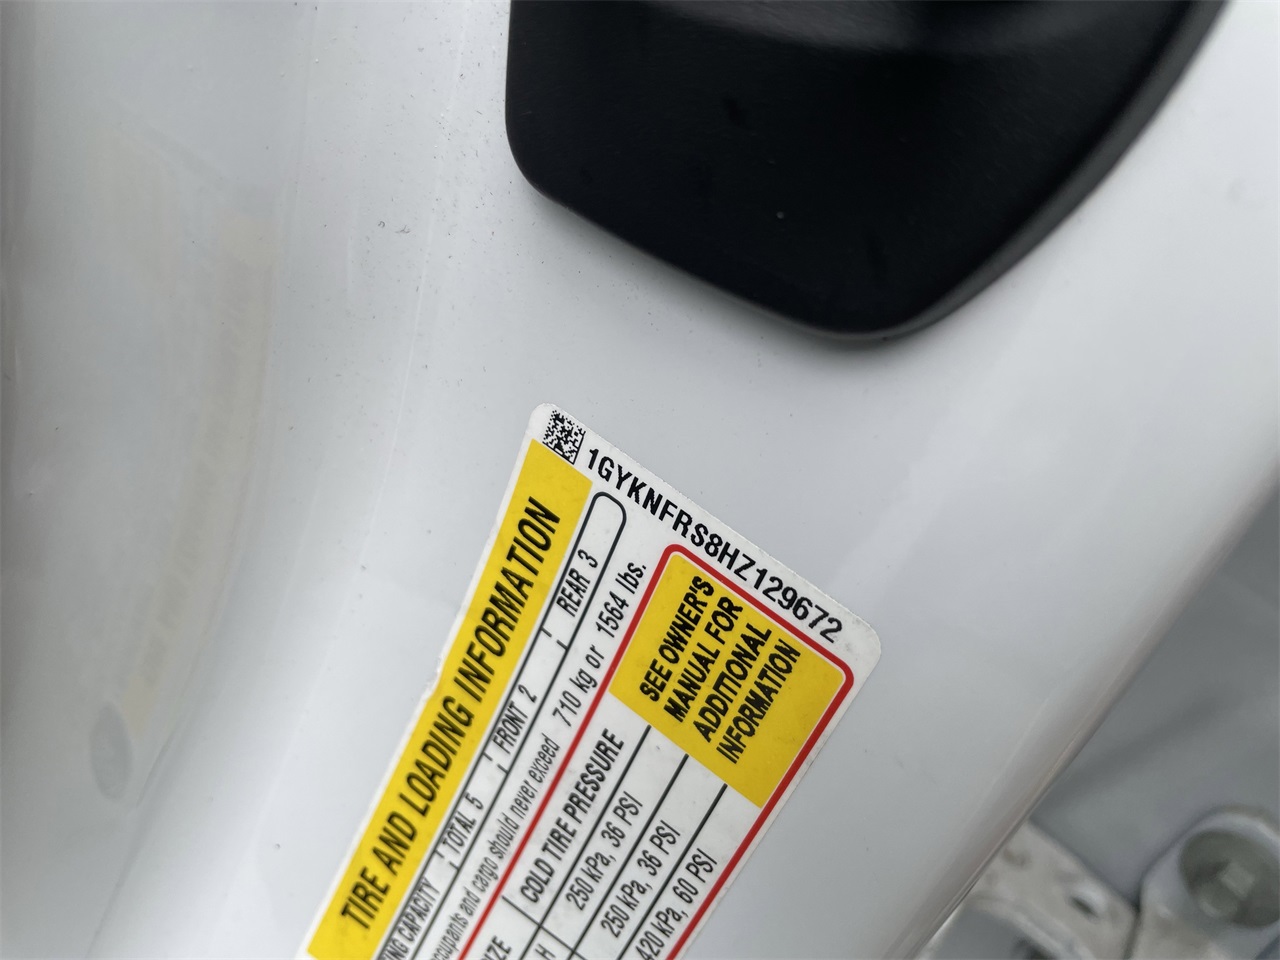 1GYKNFRS8HZ129672
TIRE AND LOADING INFORMATION
CAPACITY TOTAL 5 FRONT 2 REAR 3
and cargo should never exceed 710 kg or 1564 lbs.
COLD TIRE PRESSURE
250 kPa, 36 PSI
250 kPa, 36 PSI
420 kPa, 60 PSI
SEE OWNER'S
MANUAL FOR
ADDITIONAL
INFORMATION